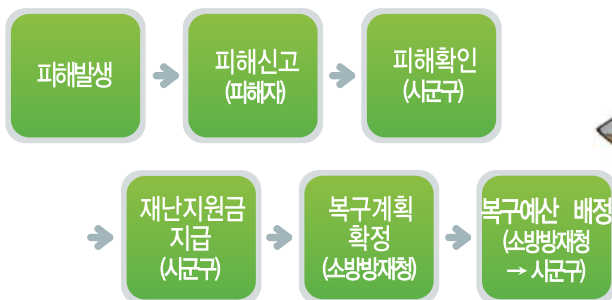 피해발생
피해신고
(피해자)
피해확인
(시군구)
재난지원금
지급
(시군구)
복구계획
확정
(소방방재청)
복구예산 배정
(소방방재청
→ 시군구)